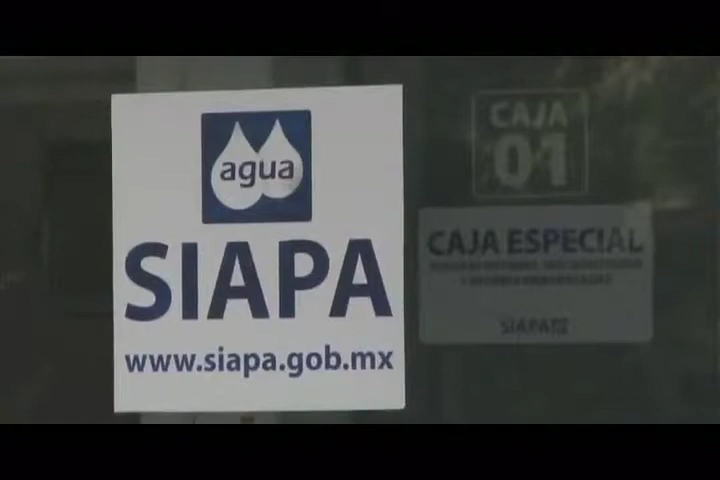 agua
SIAPA
www.siapa.gob.mx
CAJA
01
CAJA ESPECIAL
SIAPA